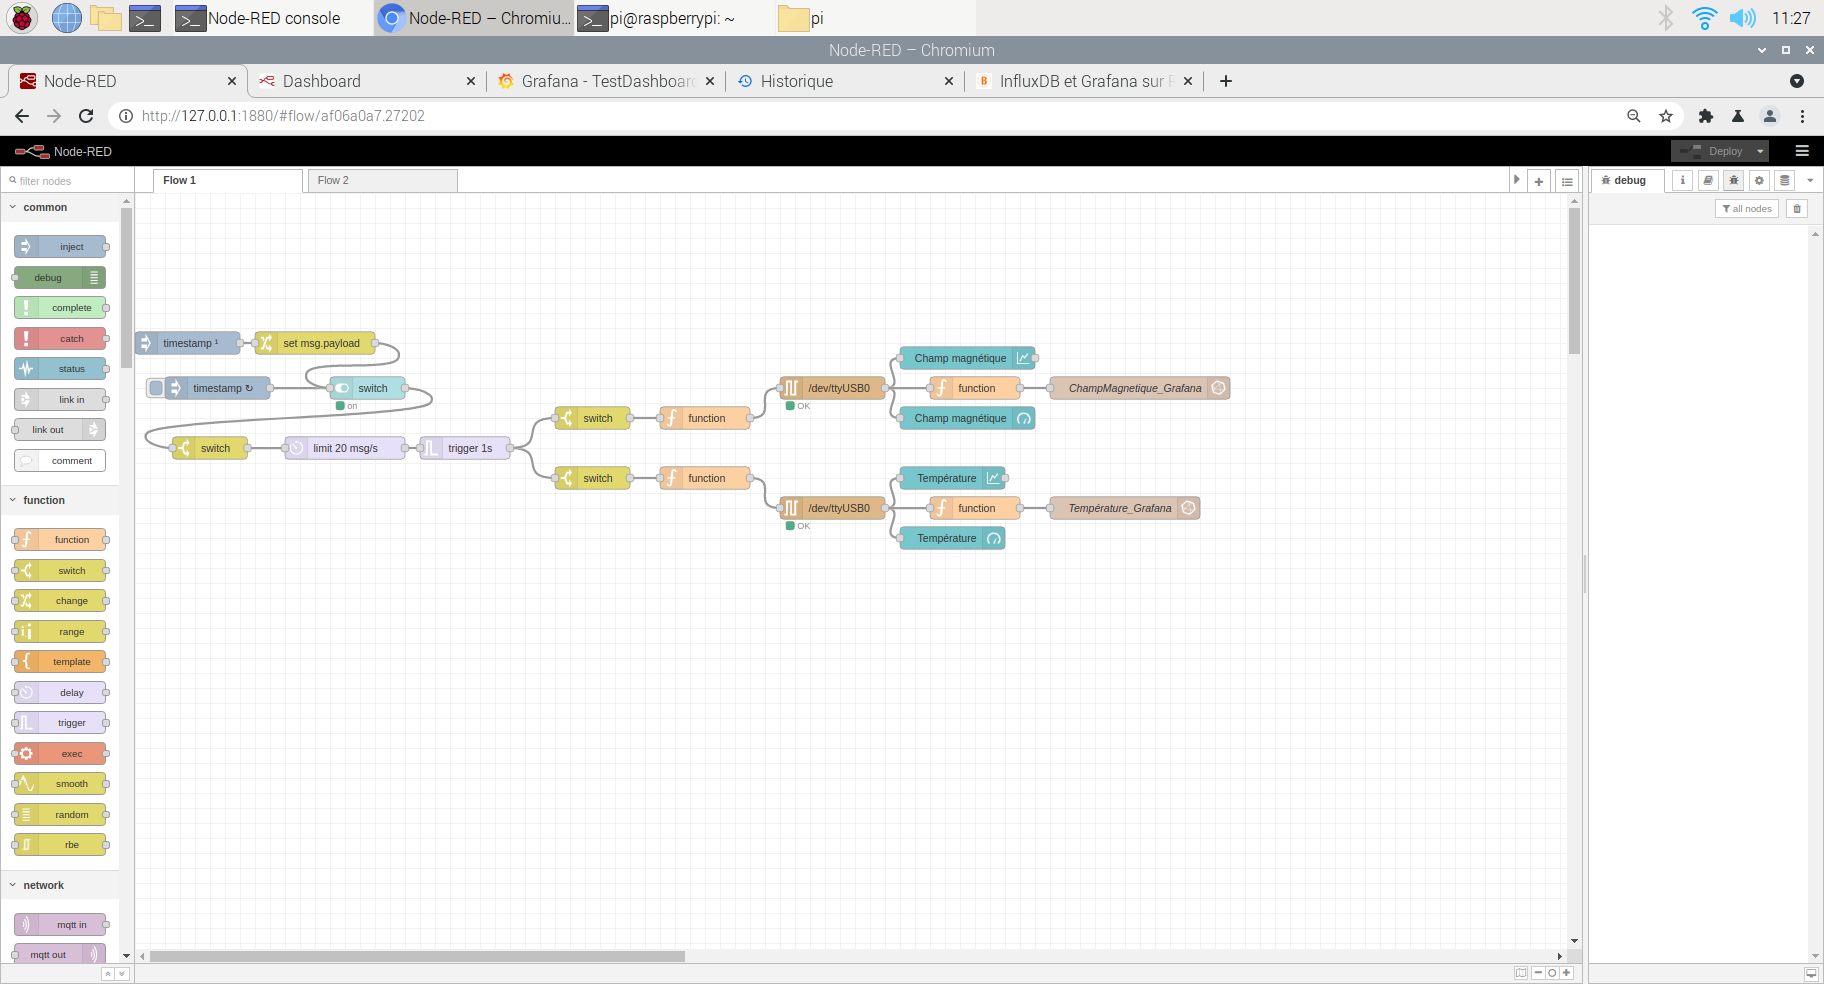 Node-RED console
Node-RED – Chromiu...
pi@raspberrypi: ~
pi
11:27
Node-RED – Chromium
Node-RED
Dashboard
Grafana - TestDashboard
Historique
InfluxDB et Grafana sur
http://127.0.0.1:1880/#flow/af06a0a7.27202
Node-RED
Deploy
filter nodes
Flow 1
Flow 2
debug
all nodes
common
inject
debug
complete
catch
status
link in
link out
comment
function
function
switch
change
range
template
delay
trigger
exec
smooth
random
rbe
network
mqtt in
mqtt out
timestamp ¹
set msg.payload
timestamp ↻
switch
on
switch
limit 20 msg/s
trigger 1s
switch
function
/dev/ttyUSB0
OK
Champ magnétique
function
ChampMagnetique_Grafana
Champ magnétique
switch
function
/dev/ttyUSB0
OK
Température
function
Température_Grafana
Température